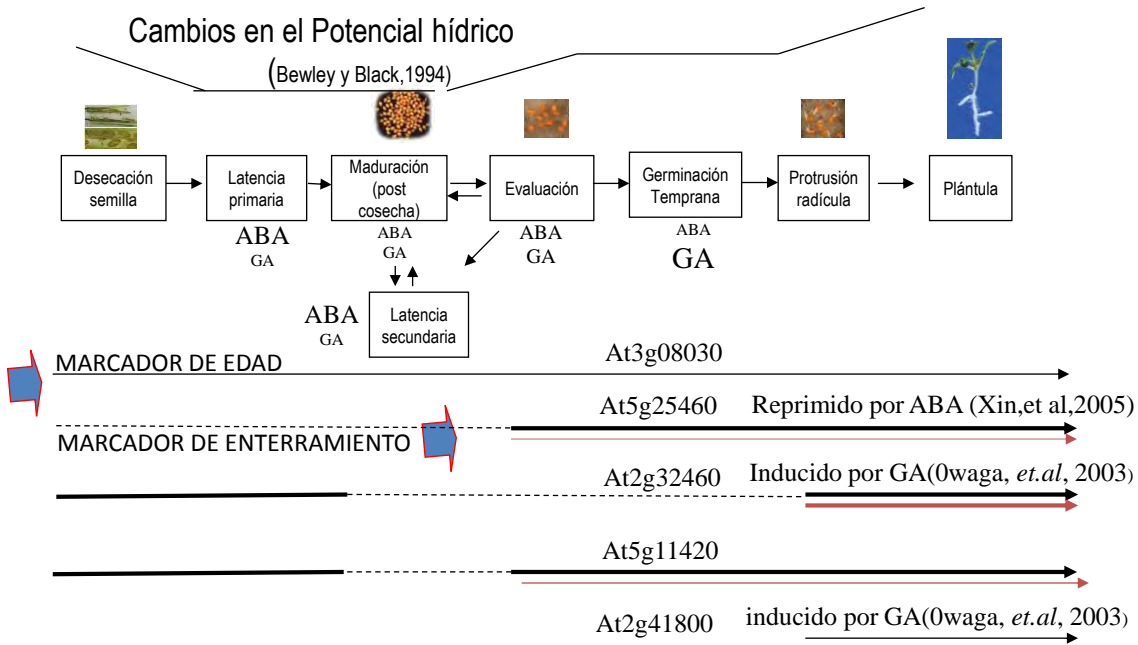 Cambios en el Potencial hídrico
(Bewley y Black,1994)
Desecación
semilla
Latencia
primaria
Maduración
(post
cosecha)
Evaluación
Germinación
Temprana
Protrusión
radícula
Plántula
ABA
GA
ABA
GA
ABA
GA
ABA
GA
ABA
GA
Latencia
secundaria
MARCADOR DE EDAD
At3g08030
At5g25460 Reprimido por ABA (Xin,et al,2005)
MARCADOR DE ENTERRAMIENTO
At2g32460 Inducido por GA(0waga, et.al, 2003)
At5g11420
At2g41800 inducido por GA(0waga, et.al, 2003)